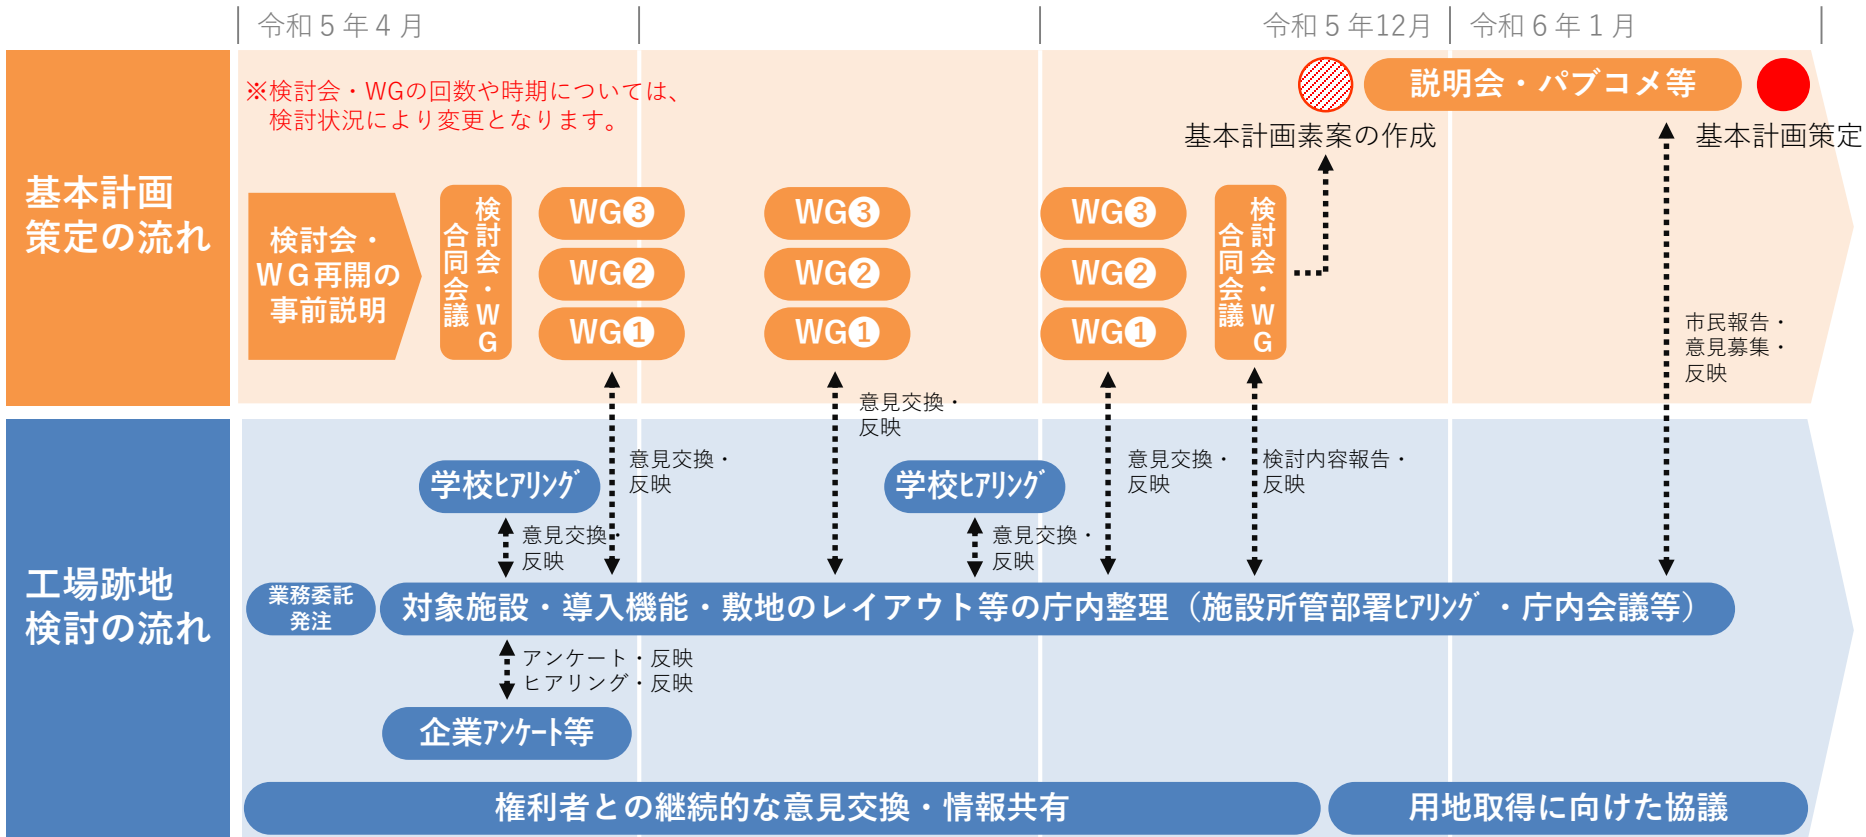 令和５年４月
令和５年12月
令和６年１月
基本計画
策定の流れ
※検討会・WGの回数や時期については、
検討状況により変更となります。
説明会・パブコメ等
基本計画素案の作成
基本計画策定
検討会・
ＷＧ再開の
事前説明
検討会・WG
合同会議
WG❸
WG❷
WG❶
WG❸
WG❷
WG❶
WG❸
WG❷
WG❶
検討会・WG
合同会議
市民報告・
意見募集・
反映
意見交換・
反映
意見交換・
反映
意見交換・
反映
検討内容報告・
反映
工場跡地
検討の流れ
学校ﾋｱﾘﾝｸﾞ
学校ﾋｱﾘﾝｸﾞ
意見交換・
反映
意見交換・
反映
業務委託
発注
対象施設・導入機能・敷地のレイアウト等の庁内整理（施設所管部署ﾋｱﾘﾝｸﾞ・庁内会議等）
アンケート・反映
ヒアリング・反映
企業ｱﾝｹｰﾄ等
権利者との継続的な意見交換・情報共有
用地取得に向けた協議